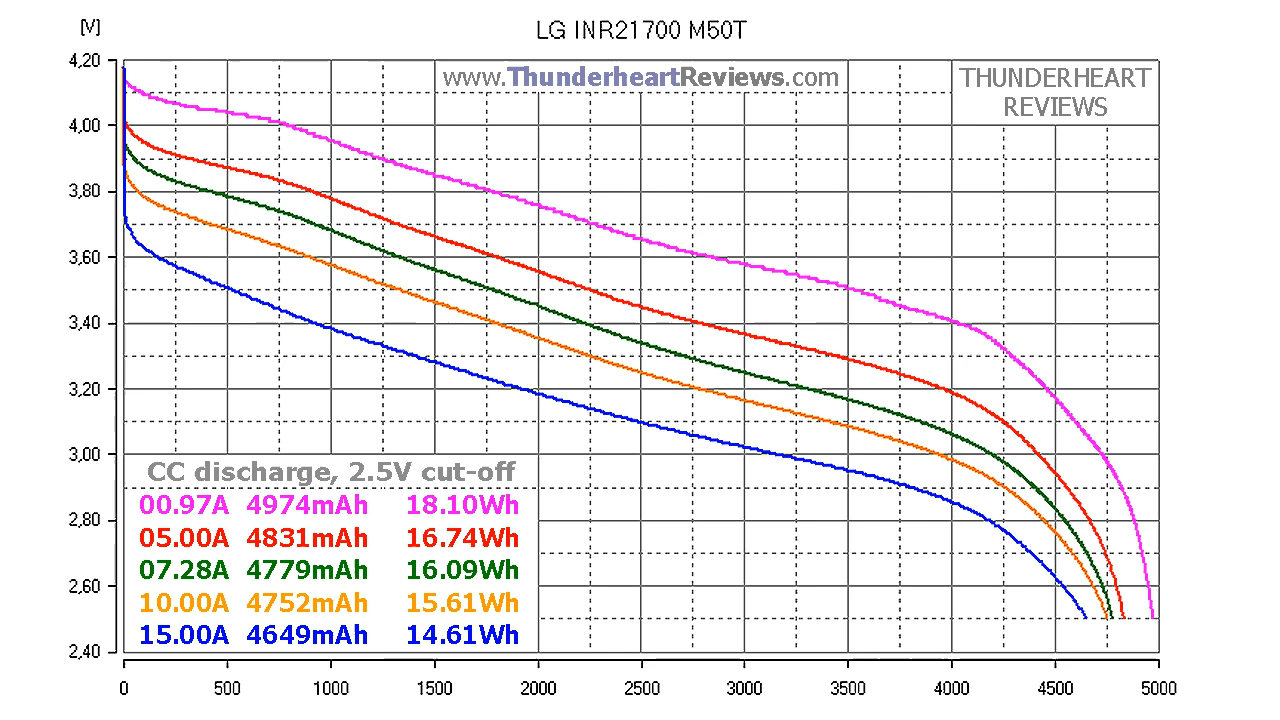 [V]
LG INR21700 M50T
www.ThunderheartReviews.com
THUNDERHEART
REVIEWS
4,20
4,00
3,80
3,60
3,40
3,20
3,00
2,80
2,60
2,40
CC discharge, 2.5V cut-off
00.97A 4974mAh 18.10Wh
05.00A 4831mAh 16.74Wh
07.28A 4779mAh 16.09Wh
10.00A 4752mAh 15.61Wh
15.00A 4649mAh 14.61Wh
0 500 1000 1500 2000 2500 3000 3500 4000 4500 5000